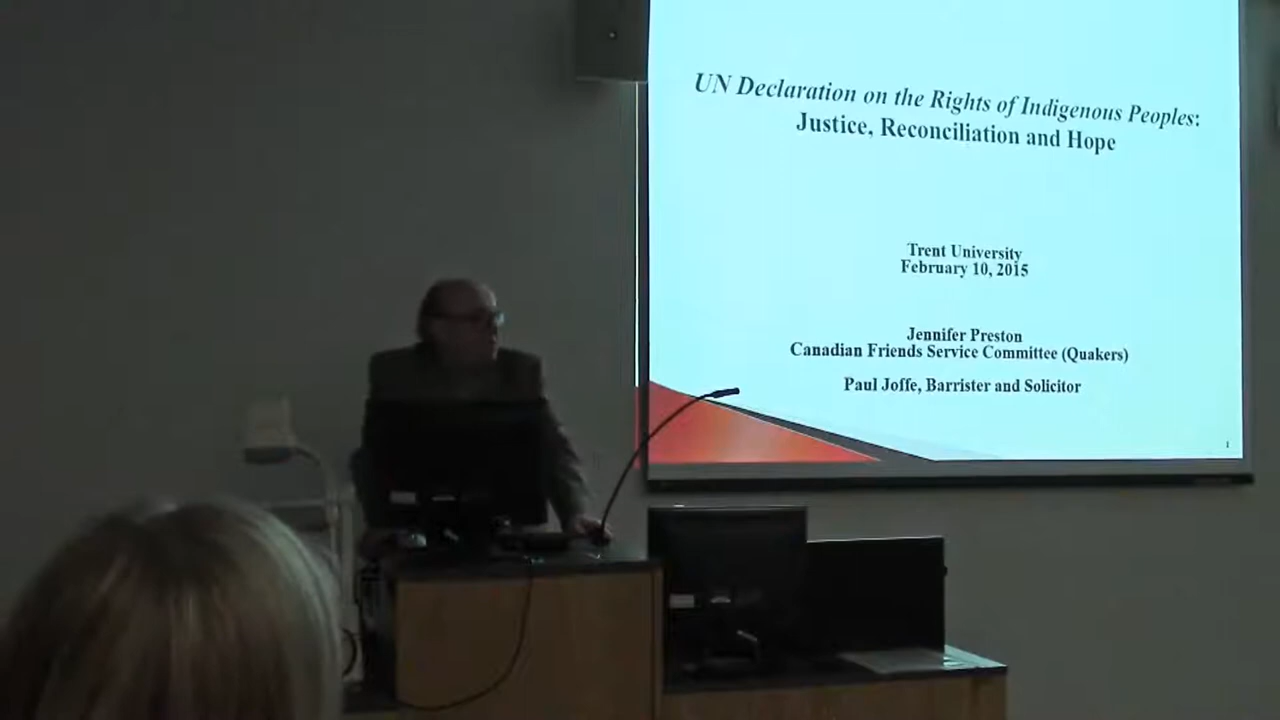 UN Declaration on the Rights of Indigenous Peoples:
Justice, Reconciliation and Hope
Trent University
February 10, 2015
Jennifer Preston
Canadian Friends Service Committee (Quakers)
Paul Joffe, Barrister and Solicitor
1